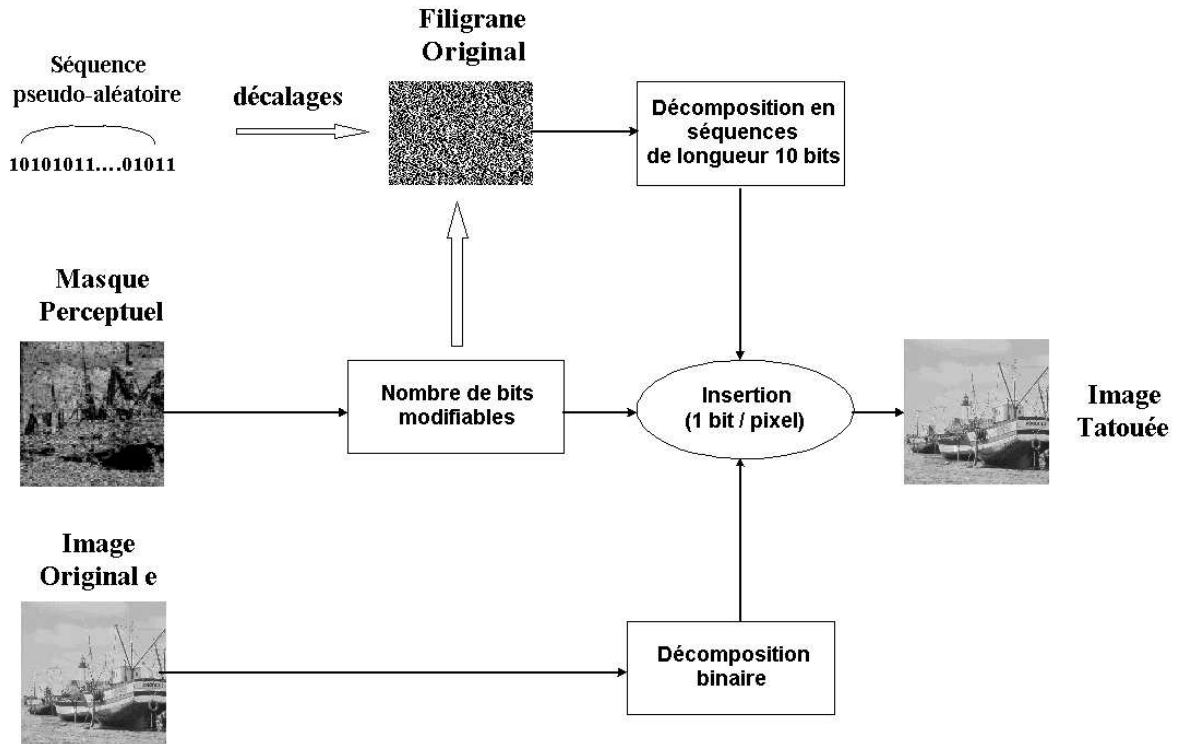 Filigrane
Original
Séquence
pseudo-aléatoire
10101011....01011
décalages
Décomposition en
séquences
de longueur 10 bits
Masque
Perceptuel
Nombre de bits
modifiables
Insertion
(1 bit / pixel)
Image
Tatouée
Image
Original e
Décomposition
binaire